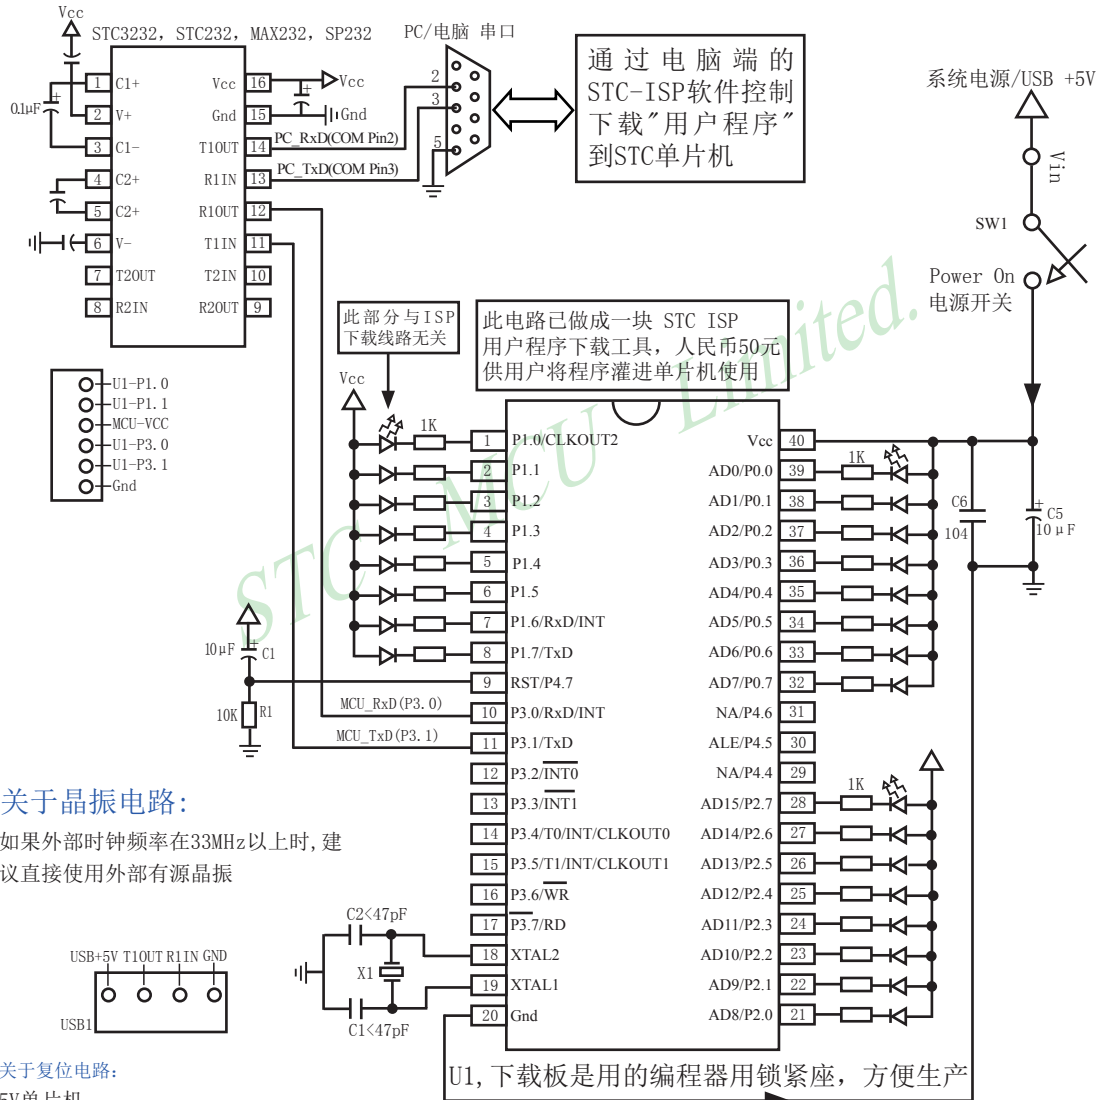 Vcc
STC3232, STC232, MAX232, SP232
PC/电脑 串口
通过电脑端的
STC-ISP软件控制
下载"用户程序"
到STC单片机
系统电源/USB +5V
Vin
SW1
Power On
电源开关
0.1μF
+
1 C1+
2 V+
3 C1-
4 C2+
5 C2+
6 V-
7 T2OUT
8 R2IN
Vcc 16
Gnd 15
T1OUT 14
R1IN 13
R1OUT 12
T1IN 11
T2IN 10
R2OUT 9
+
Vcc
Gnd
PC_RxD(COM Pin2)
PC_TxD(COM Pin3)
2
3
5
此部分与ISP
下载线路无关
此电路已做成一块 STC ISP
用户程序下载工具，人民币50元
供用户将程序灌进单片机使用
STC MCU Limited.
U1-P1.0
U1-P1.1
MCU-VCC
U1-P3.0
U1-P3.1
Gnd
Vcc
1K
1 P1.0/CLKOUT2
2 P1.1
3 P1.2
4 P1.3
5 P1.4
6 P1.5
7 P1.6/RxD/INT
8 P1.7/TxD
9 RST/P4.7
10 P3.0/RxD/INT
11 P3.1/TxD
12 P3.2/INT0
13 P3.3/INT1
14 P3.4/T0/INT/CLKOUT0
15 P3.5/T1/INT/CLKOUT1
16 P3.6/WR
17 P3.7/RD
18 XTAL2
19 XTAL1
20 Gnd
Vcc 40
AD0/P0.0 39
AD1/P0.1 38
AD2/P0.2 37
AD3/P0.3 36
AD4/P0.4 35
AD5/P0.5 34
AD6/P0.6 33
AD7/P0.7 32
NA/P4.6 31
ALE/P4.5 30
NA/P4.4 29
AD15/P2.7 28
AD14/P2.6 27
AD13/P2.5 26
AD12/P2.4 25
AD11/P2.3 24
AD10/P2.2 23
AD9/P2.1 22
AD8/P2.0 21
1K
1K
C6
104
+
C5
10μF
10μF
+
C1
10K
R1
MCU_RxD(P3.0)
MCU_TxD(P3.1)
关于晶振电路:
如果外部时钟频率在33MHz以上时,建
议直接使用外部有源晶振
C2<47pF
X1
C1<47pF
USB+5V T1OUT R1IN GND
USB1
U1,下载板是用的编程器用锁紧座，方便生产
关于复位电路:
5V单片机